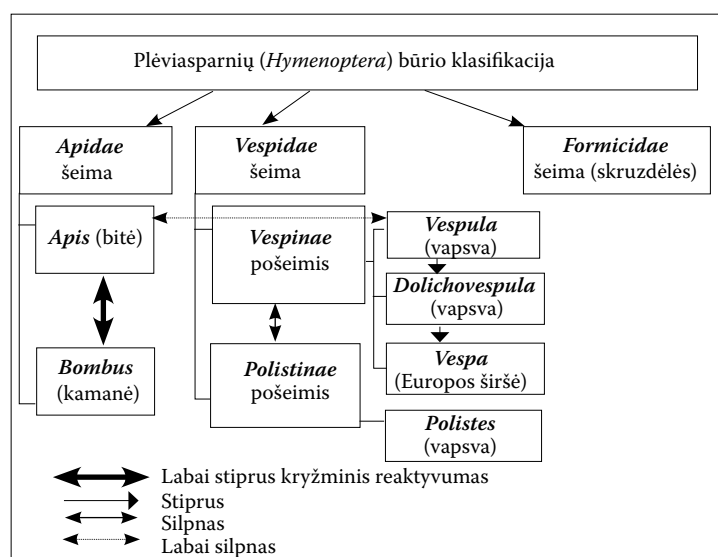 Plėviasparnių (Hymenoptera) būrio klasifikacija
Apidae
šeima
Vespidae
šeima
Formicidae
šeima (skruzdėlės)
Apis (bitė)
Vespinae
pošeimis
Vespula
(vapsva)
Dolichovespula
(vapsva)
Bombus
(kamanė)
Polistinae
pošeimis
Vespa
(Europos širšė)
Polistes
(vapsva)
Labai stiprus kryžminis reaktyvumas
Stiprus
Silpnas
Labai silpnas